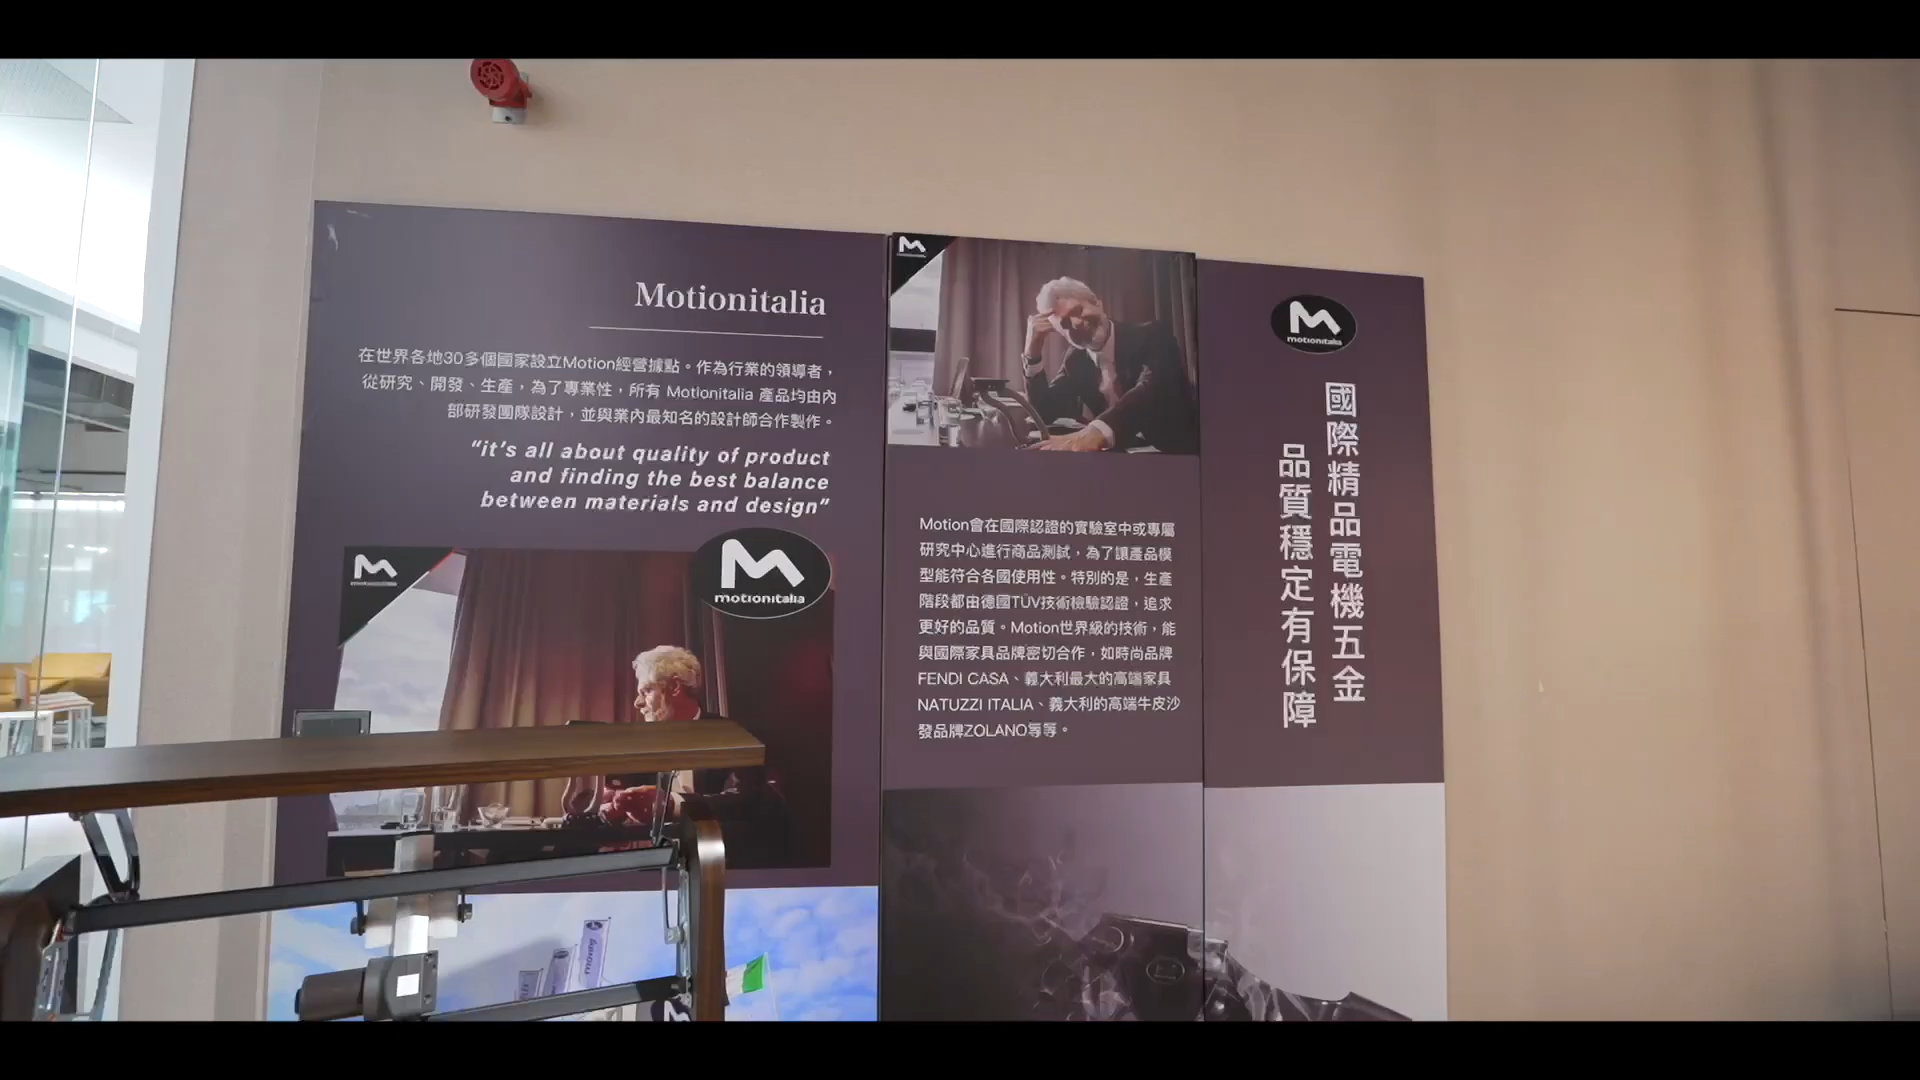 Motionitalia
在世界各地30多個國家設立Motion經營據點。作為行業的領導者，
從研究、開發、生產，為了專業性，所有 Motionitalia 產品均由內
部研發團隊設計，並與業內最知名的設計師合作製作。
“it’s all about quality of product
and finding the best balance
between materials and design”
motionitalia
moving
Motion會在國際認證的實驗室中或專屬
研究中心進行商品測試，為了讓產品模
型能符合各國使用性。特別的是，生產
階段都由德國TÜV技術檢驗認證，追求
更好的品質。Motion世界級的技術，能
與國際家具品牌密切合作，如時尚品牌
FENDI CASA、義大利最大的高端家具
NATUZZI ITALIA、義大利的高端牛皮沙
發品牌ZOLANO等等。
motionitalia
國際精品電機五金
品質穩定有保障